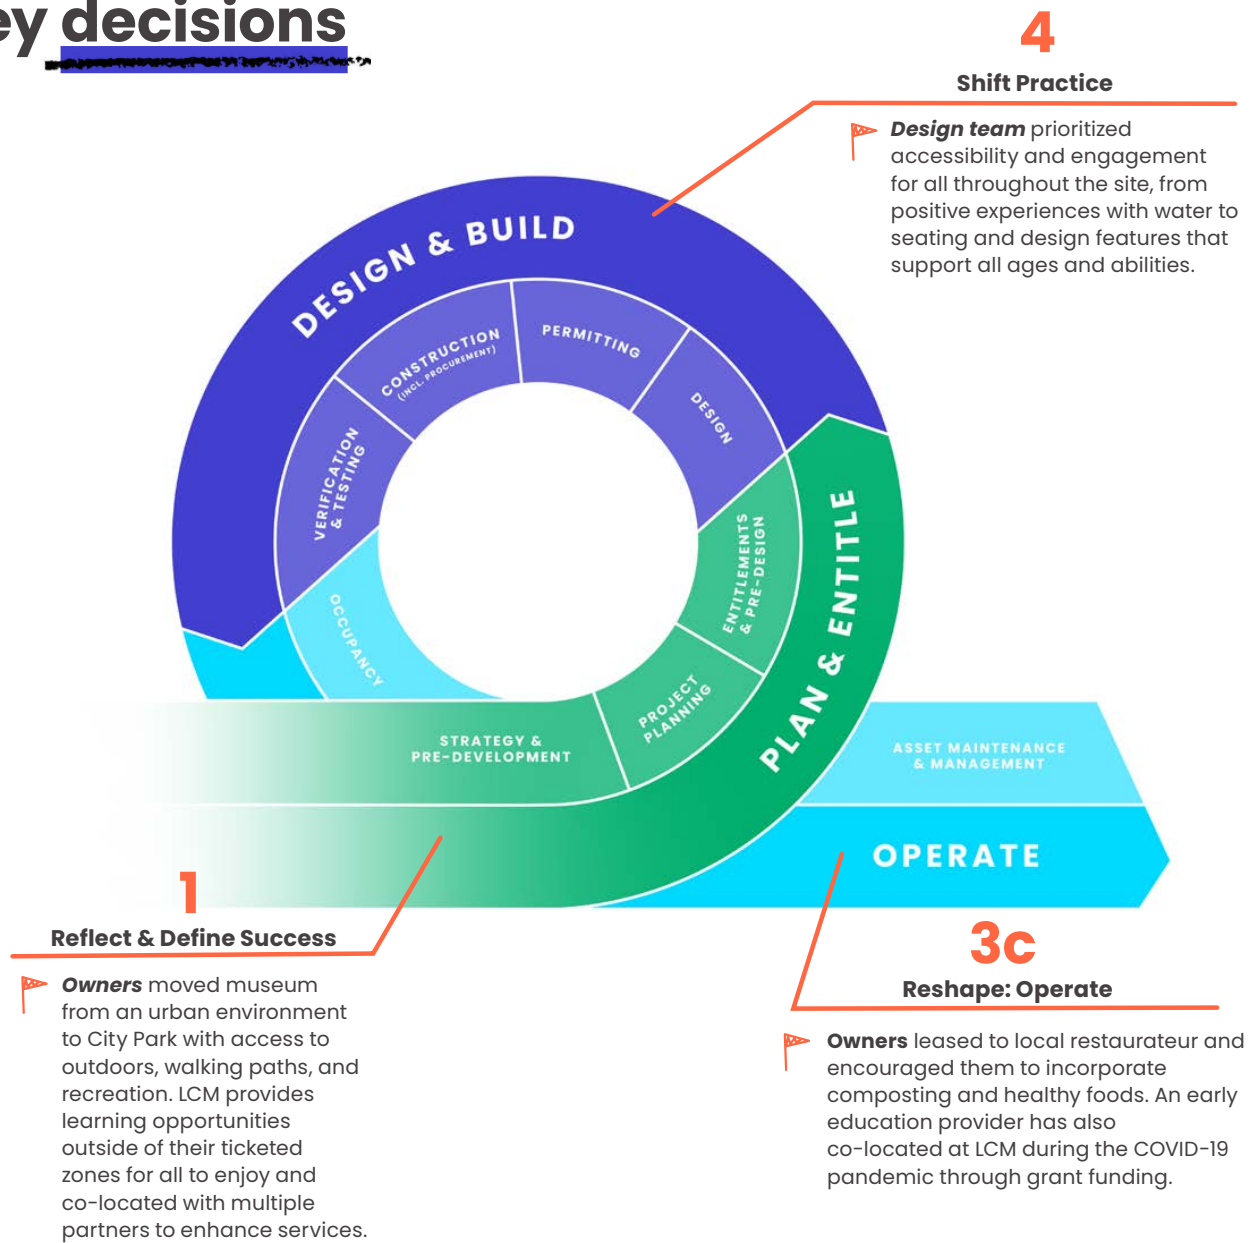 ey decisions
4
Shift Practice
Design team prioritized
accessibility and engagement
for all throughout the site, from
positive experiences with water to
seating and design features that
support all ages and abilities.
DESIGN & BUILD
CONSTRUCTION
(INCL. PROCUREMENT)
PERMITTING
DESIGN
VERIFICATION
& TESTING
ENTITLEMENTS
& PRE-DESIGN
PLAN & ENTITLE
OCCUPANCY
PROJECT
PLANNING
STRATEGY &
PRE-DEVELOPMENT
ASSET MAINTENANCE
& MANAGEMENT
OPERATE
1
Reflect & Define Success
Owners moved museum
from an urban environment
to City Park with access to
outdoors, walking paths, and
recreation. LCM provides
learning opportunities
outside of their ticketed
zones for all to enjoy and
co-located with multiple
partners to enhance services.
3c
Reshape: Operate
Owners leased to local restaurateur and
encouraged them to incorporate
composting and healthy foods. An early
education provider has also
co-located at LCM during the COVID-19
pandemic through grant funding.